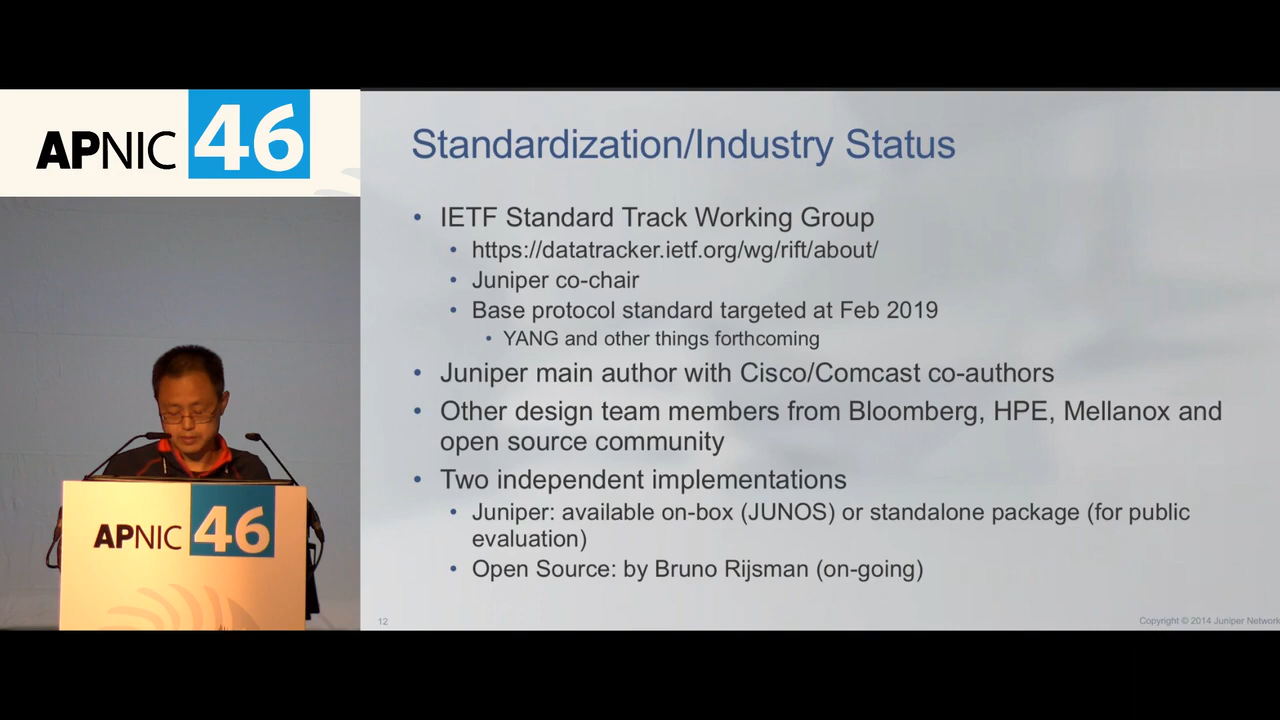 APNIC 46
Standardization/Industry Status
• IETF Standard Track Working Group
• https://datatracker.ietf.org/wg/rift/about/
• Juniper co-chair
• Base protocol standard targeted at Feb 2019
• YANG and other things forthcoming
• Juniper main author with Cisco/Comcast co-authors
• Other design team members from Bloomberg, HPE, Mellanox and
open source community
• Two independent implementations
• Juniper: available on-box (JUNOS) or standalone package (for public
evaluation)
• Open Source: by Bruno Rijsman (on-going)
12
Copyright © 2014 Juniper Network
APNIC 46